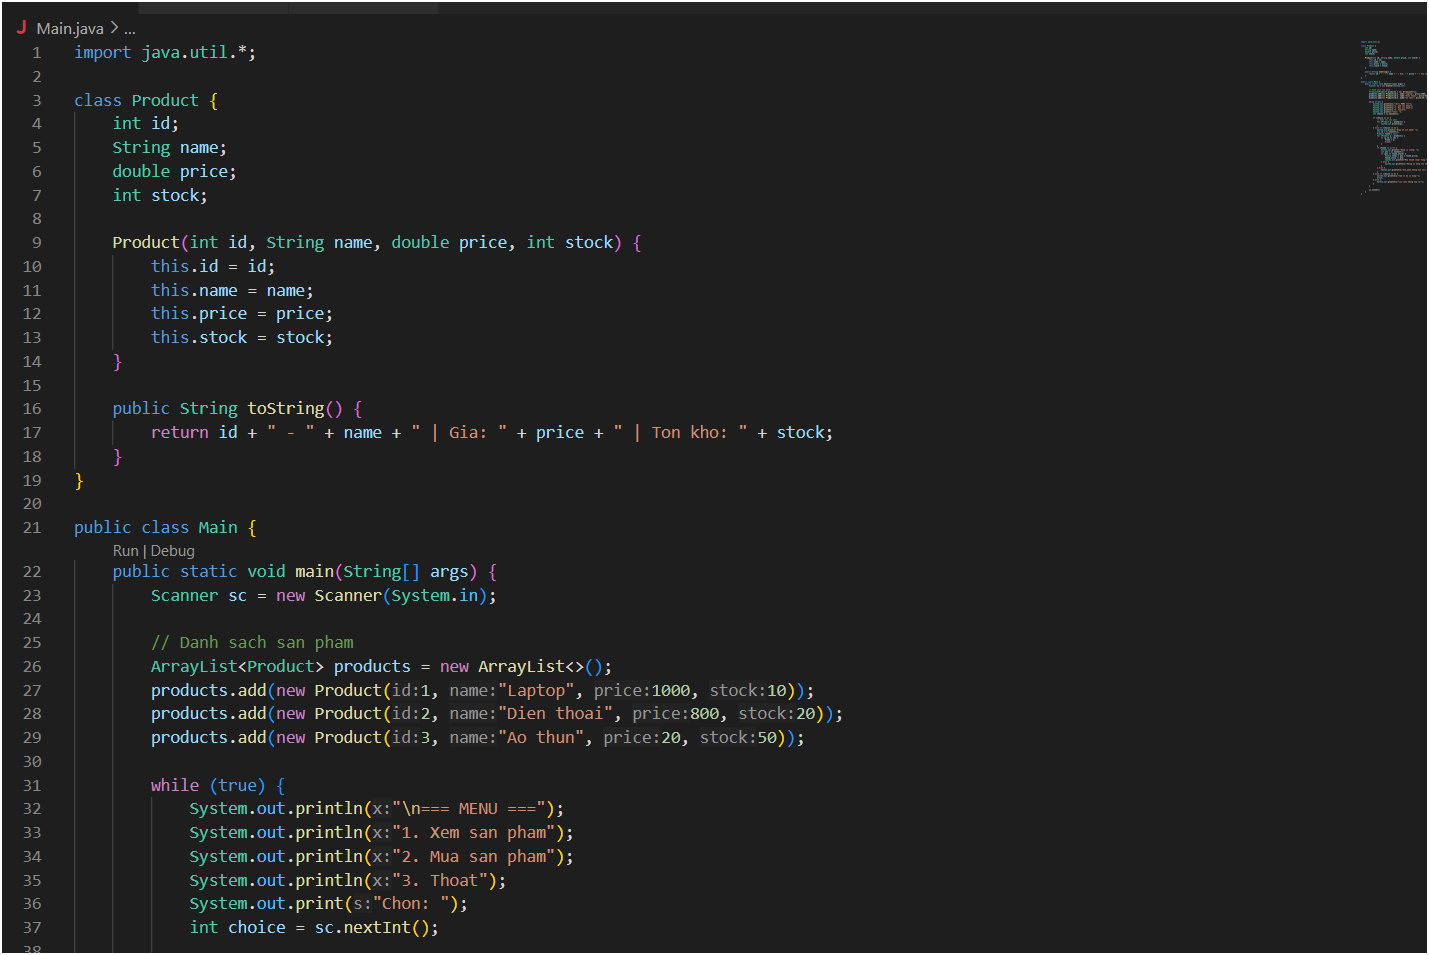 J Main.java > ...
1 import java.util.*;
2
3 class Product {
4 int id;
5 String name;
6 double price;
7 int stock;
8
9 Product(int id, String name, double price, int stock) {
10 this.id = id;
11 this.name = name;
12 this.price = price;
13 this.stock = stock;
14 }
15
16 public String toString() {
17 return id + " - " + name + " | Gia: " + price + " | Ton kho: " + stock;
18 }
19 }
20
21 public class Main {
Run | Debug
22 public static void main(String[] args) {
23 Scanner sc = new Scanner(System.in);
24
25 // Danh sach san pham
26 ArrayList<Product> products = new ArrayList<>();
27 products.add(new Product(id:1, name:"Laptop", price:1000, stock:10));
28 products.add(new Product(id:2, name:"Dien thoai", price:800, stock:20));
29 products.add(new Product(id:3, name:"Ao thun", price:20, stock:50));
30
31 while (true) {
32 System.out.println(x:"\n=== MENU ===");
33 System.out.println(x:"1. Xem san pham");
34 System.out.println(x:"2. Mua san pham");
35 System.out.println(x:"3. Thoat");
36 System.out.print(s:"Chon: ");
37 int choice = sc.nextInt();
38